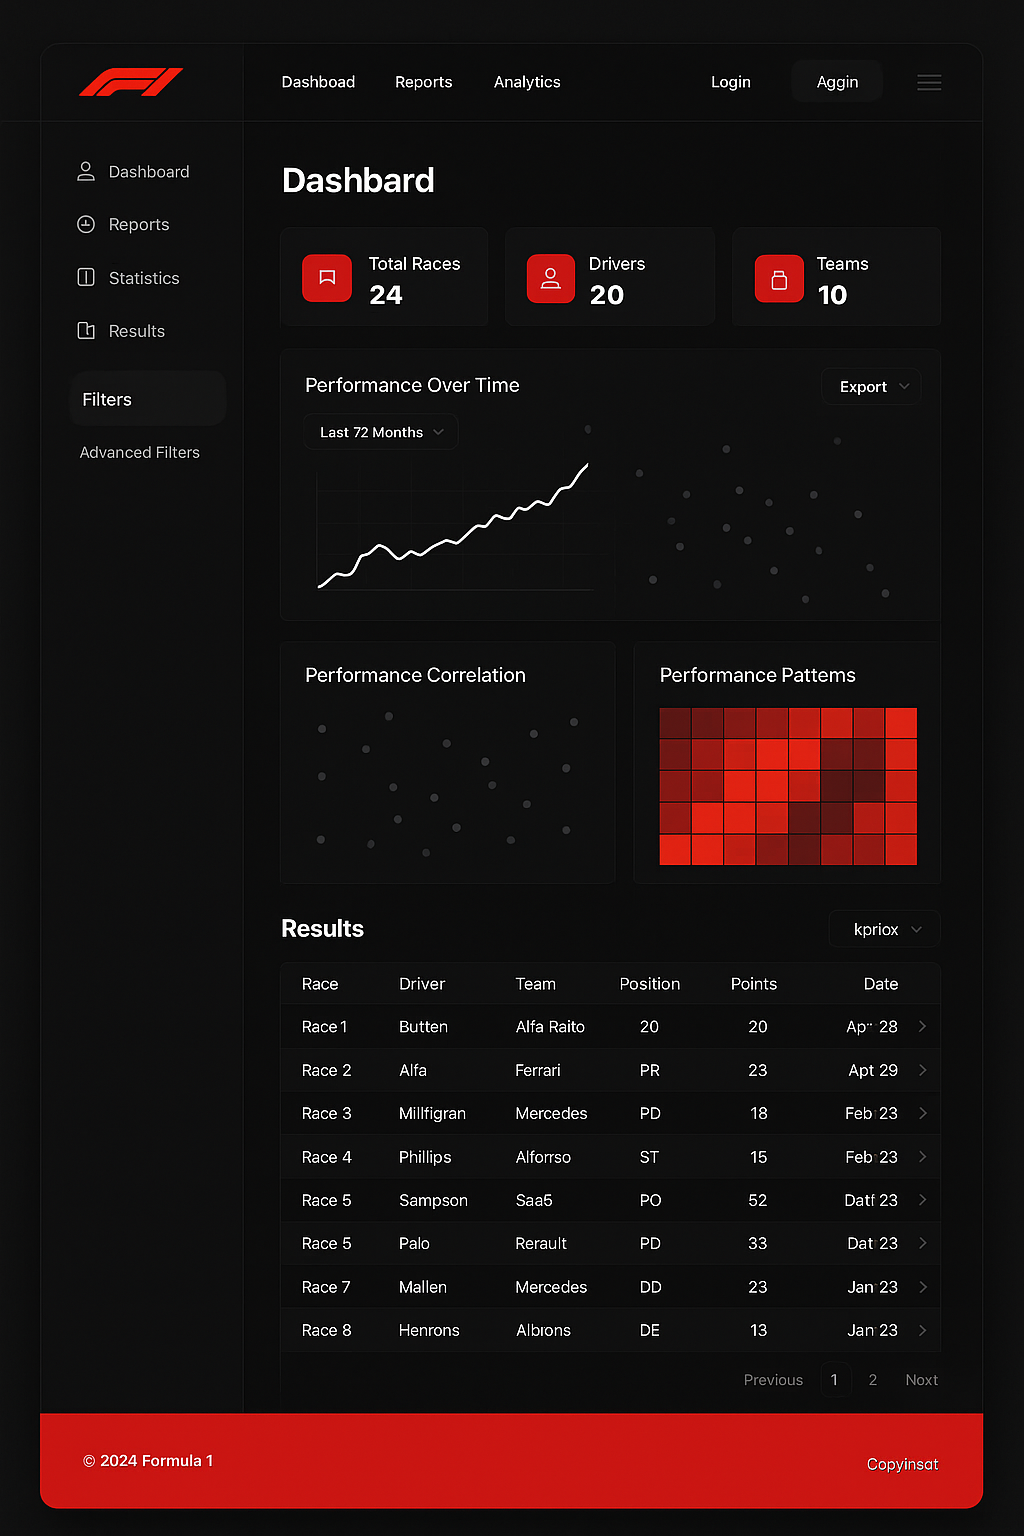 F1
Dashboad Reports Analytics Login Aggin
Dashboard
Reports
Statistics
Results
Filters
Advanced Filters
Dashbard
Total Races
24
Drivers
20
Teams
10
Performance Over Time
Export
Last 72 Months
Performance Correlation
Performance Pattems
Results
kpriox
Race Driver Team Position Points Date
Race 1 Butten Alfa Raito 20 20 28
Race 2 Alfa Ferrari PR 23 Apt 29
Race 3 Millfigran Mercedes PD 18 Feb 23
Race 4 Phillips Alforrso ST 15 Feb 23
Race 5 Sampson Saa5 PO 52 23
Race 5 Palo Rerault PD 33 Dat 23
Race 7 Mallen Mercedes DD 23 Jan 23
Race 8 Henrons Albıons DE 13 Jan 23
Previous 1 2 Noxt
© 2024 Formula 1
Copyinsat